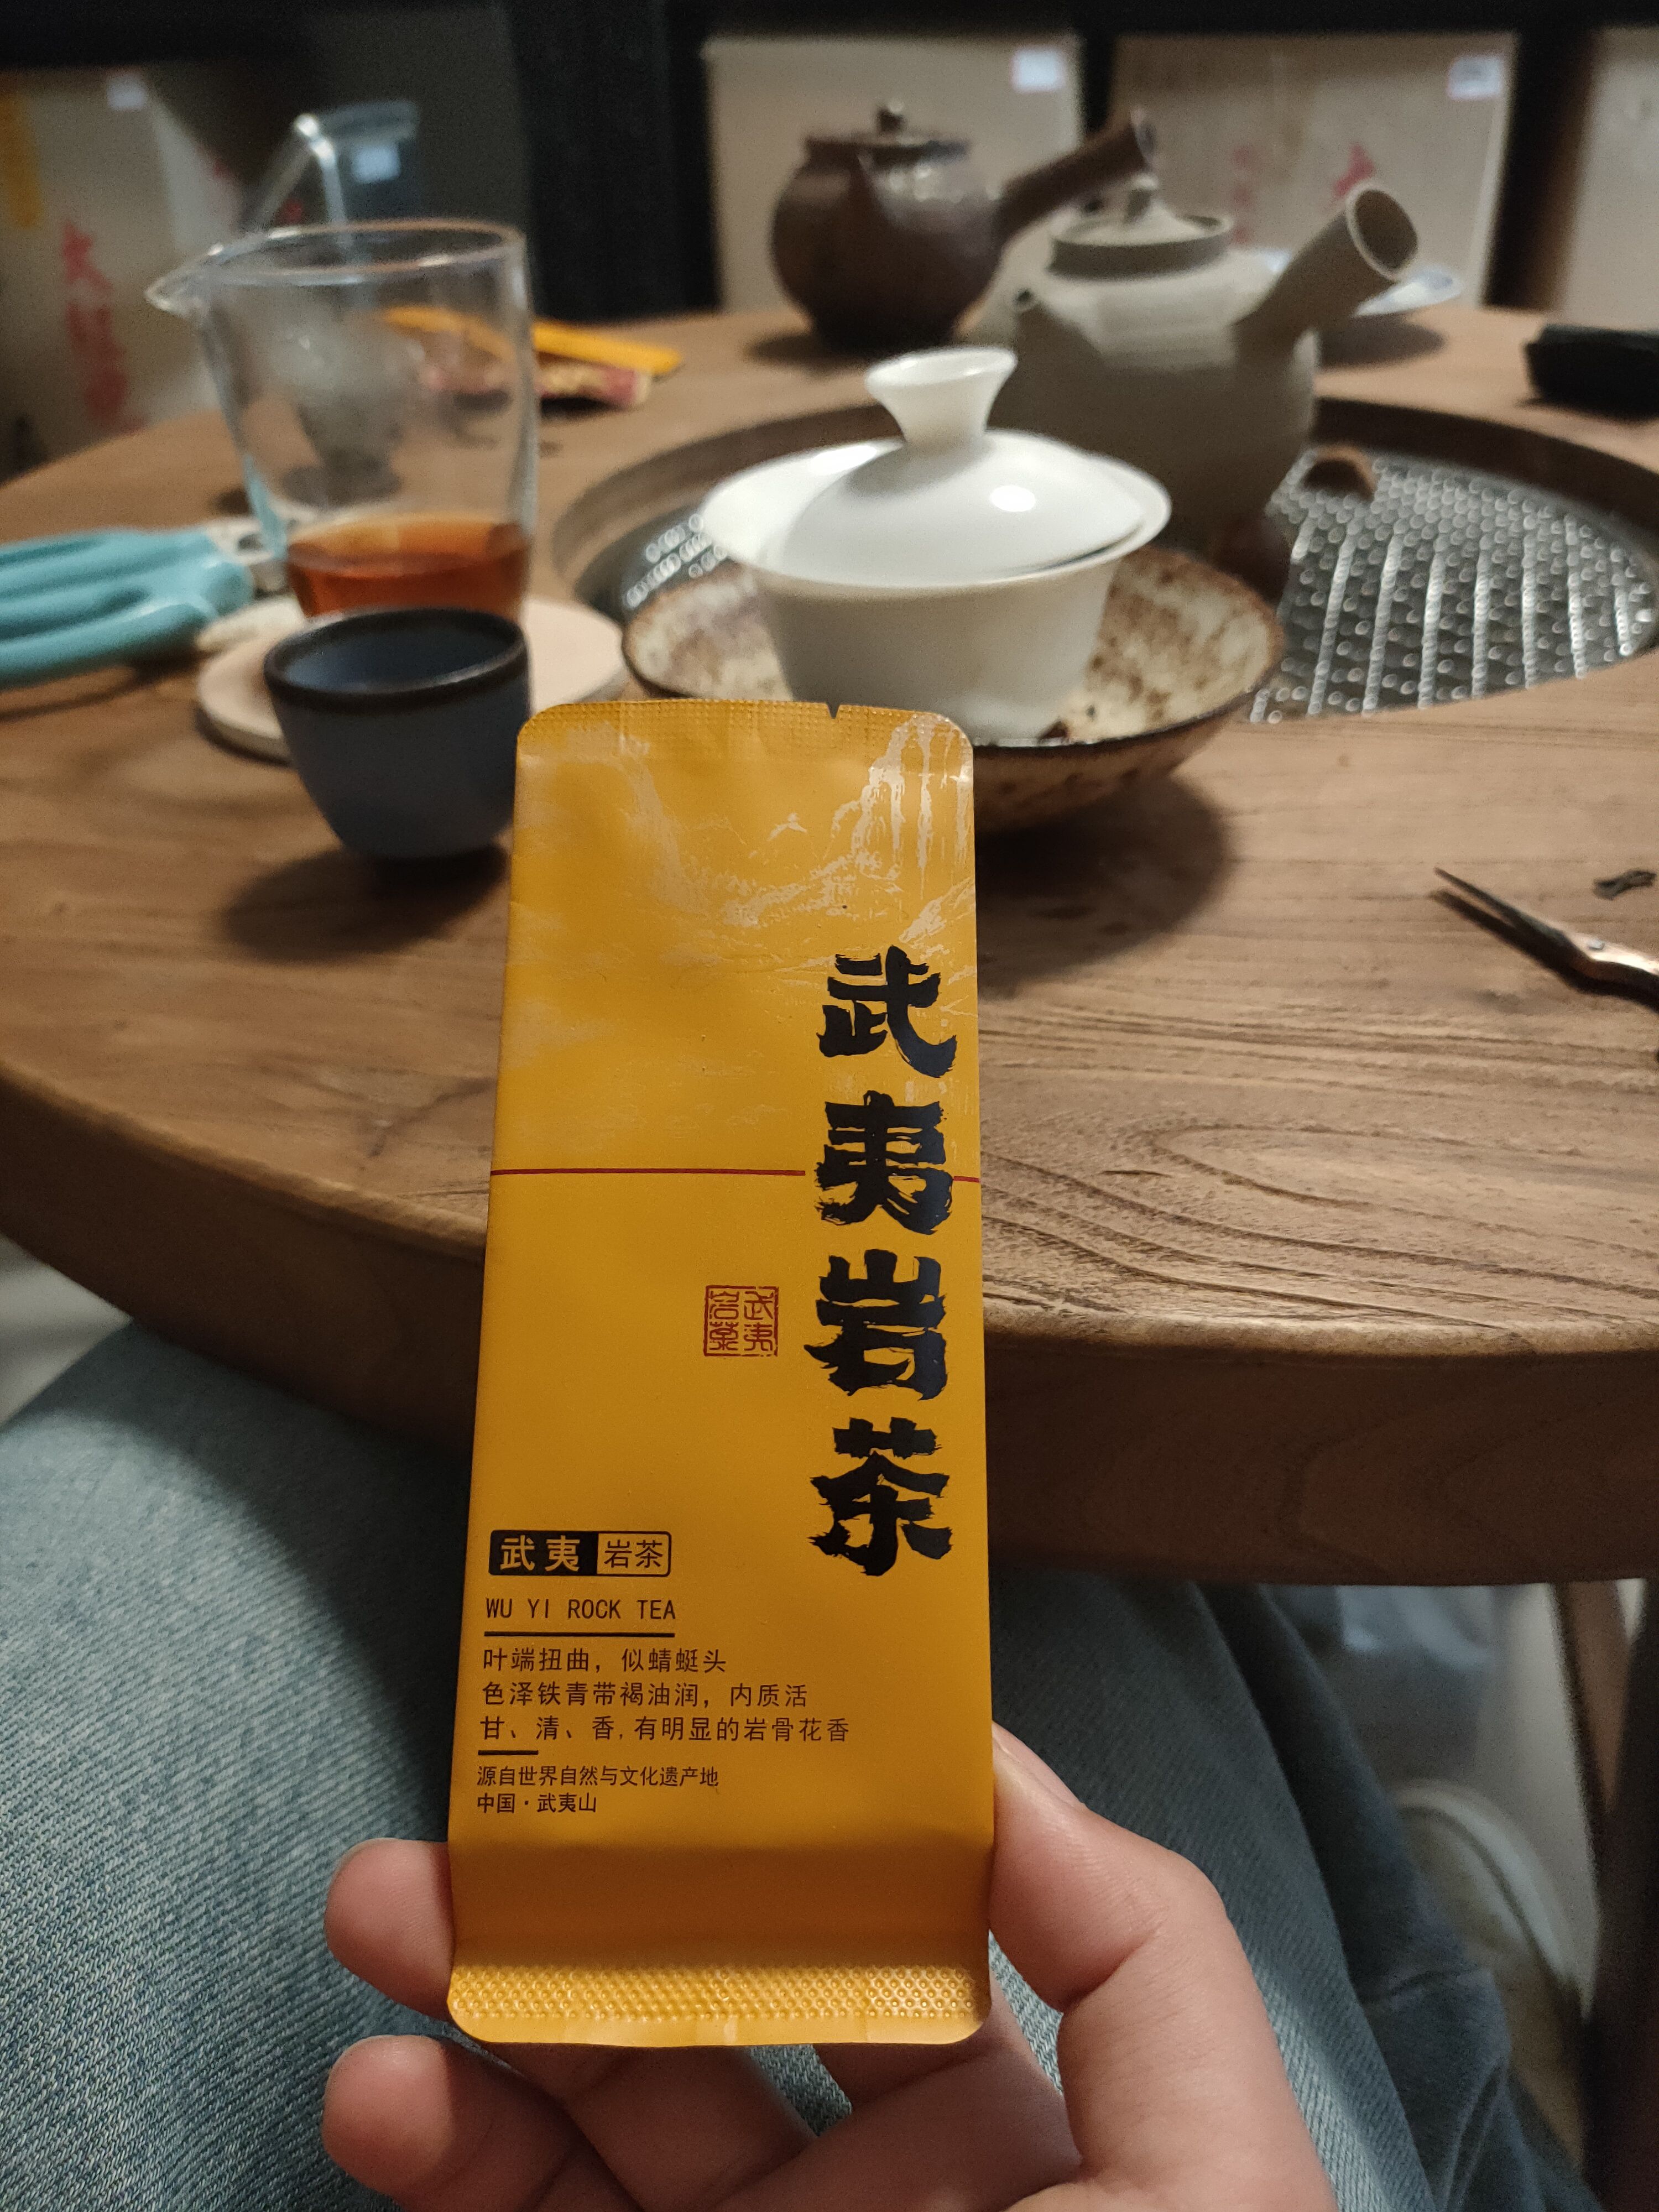 武夷岩茶
武夷岩茶
武夷 岩茶
WU YI ROCK TEA
叶端扭曲，似蜻蜓头
色泽铁青带褐油润，内质活
甘、清、香,有明显的岩骨花香
源自世界自然与文化遗产地
中国·武夷山